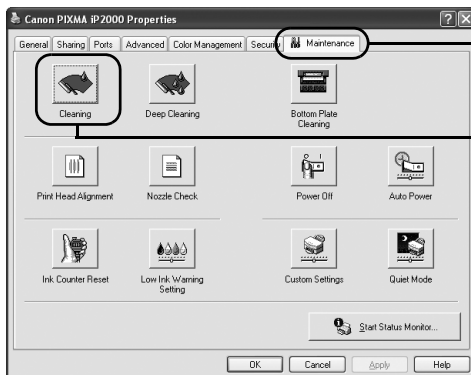 Canon PIXMA iP2000 Properties
General Sharing Ports Advanced Color Management Security Maintenance
Cleaning Deep Cleaning Bottom Plate Cleaning
Print Head Alignment Nozzle Check Power Off Auto Power
Ink Counter Reset Low Ink Warning Setting Custom Settings Quiet Mode
Start Status Monitor...
OK Cancel Apply Help